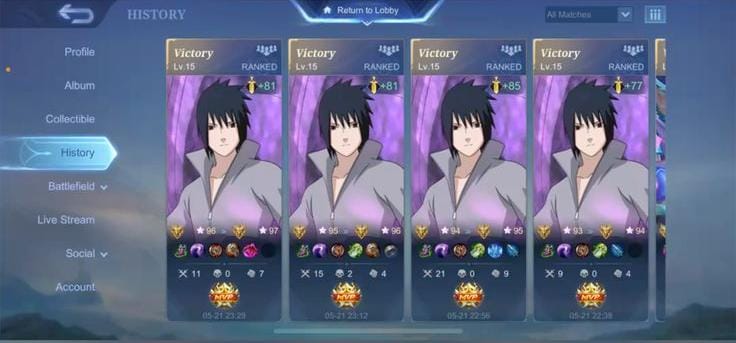 HISTORY
Return to Lobby
All Matches
Profile
Album
Collectible
History
Battlefield
Live Stream
Social
Account
Victory
Lv.15 RANKED
+81
96 97
11 0 7
MVP
05-21 23:29
Victory
Lv.15 RANKED
+81
95 96
15 2 4
MVP
05-21 23:12
Victory
Lv.15 RANKED
+85
94 95
21 0 9
MVP
05-21 22:56
Victory
Lv.15 RANKED
+77
93 94
9 0 4
MVP
05-21 22:39